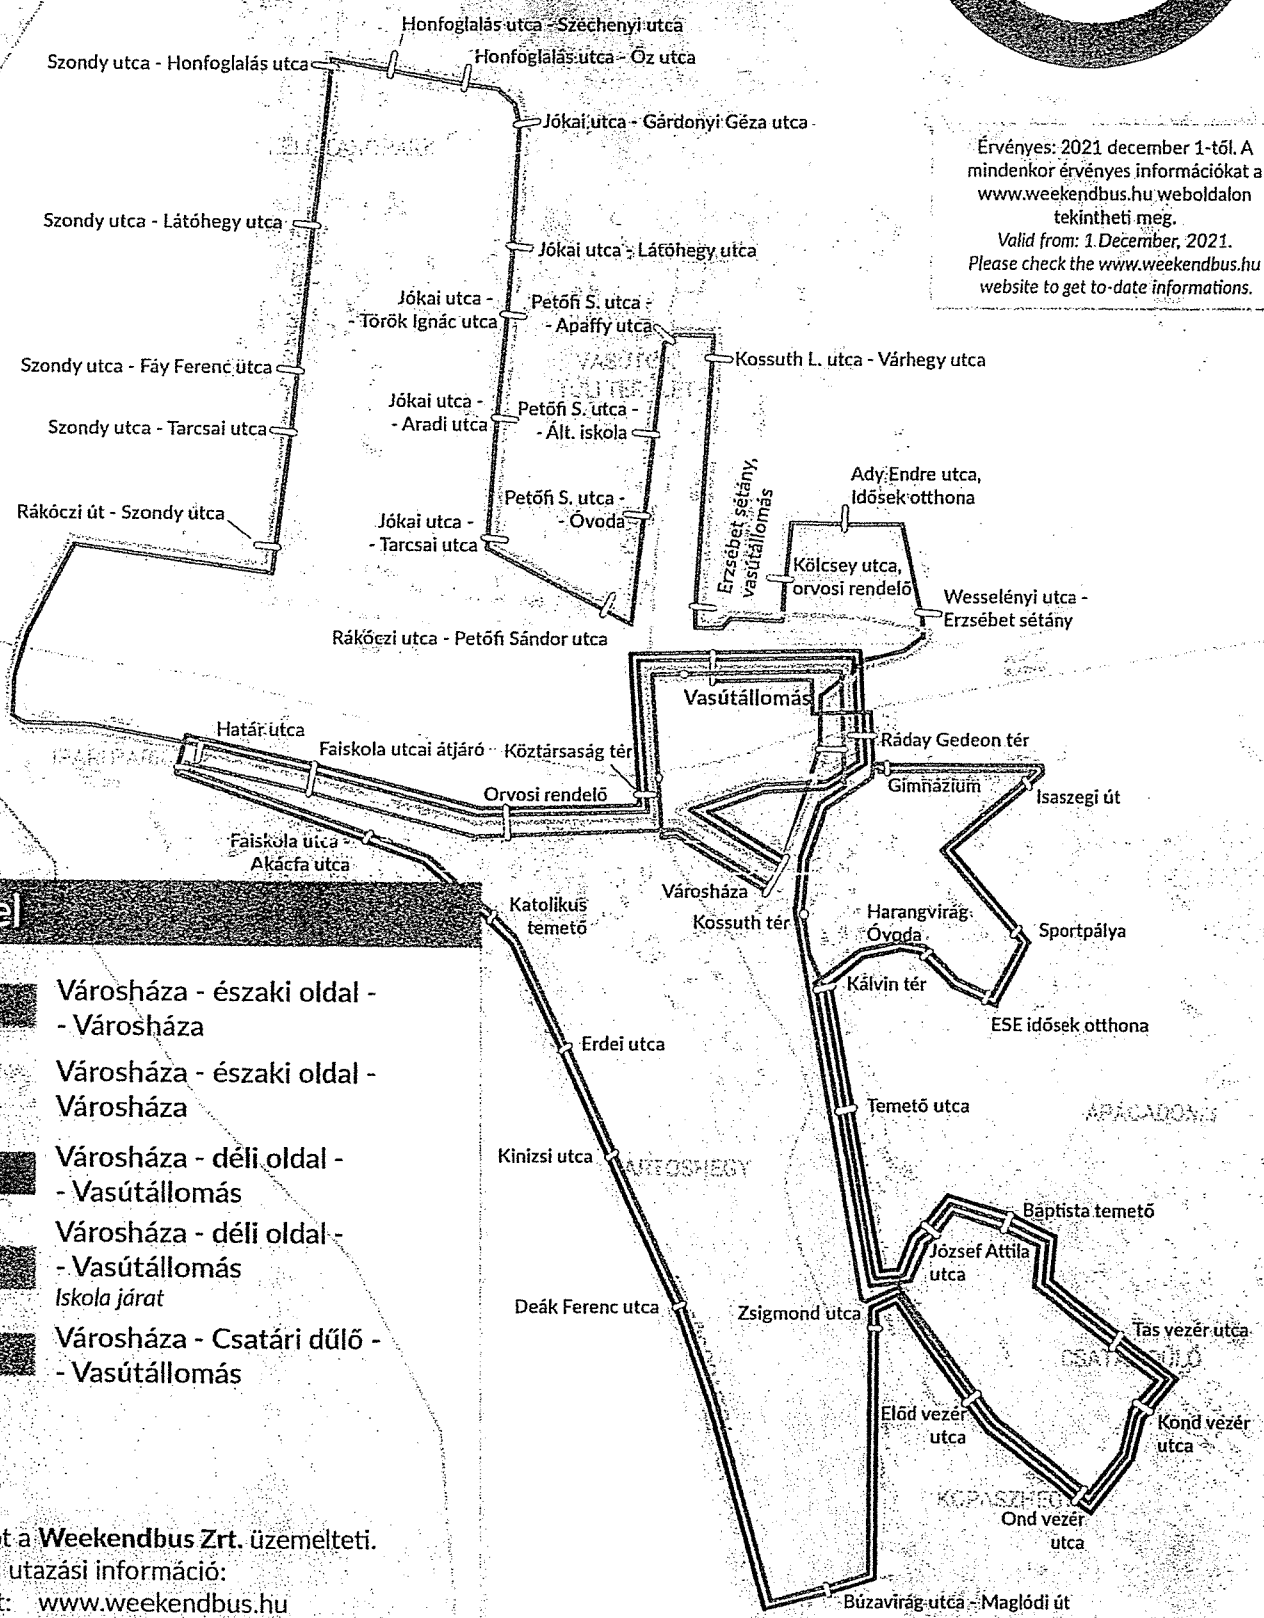 Honfoglalás utca - Széchenyi utca
Szondy utca - Honfoglalás utca
Honfoglalás utca - Őz utca
Jókai utca - Gárdonyi Géza utca
Érvényes: 2021 december 1-től. A
mindenkor érvényes információkat a
www.weekendbus.hu weboldalon
tekintheti meg.
Valid from: 1 December, 2021.
Please check the www.weekendbus.hu
website to get to-date informations.
Szondy utca - Látóhegy utca
Jókai utca - Látóhegy utca
Jókai utca -
- Török Ignác utca
Petőfi S. utca -
- Apaffy utca
Kossuth L. utca - Várhegy utca
Szondy utca - Fáy Ferenc utca
Jókai utca -
- Aradi utca
Petőfi S. utca -
- Ált. iskola
Szondy utca - Tarcsai utca
Erzsébet sétány,
vasútállomás
Ady Endre utca,
Idősek otthona
Petőfi S. utca -
- Óvoda
Rákóczi út - Szondy utca
Jókai utca -
- Tarcsai utca
Kölcsey utca,
orvosi rendelő
Wesselényi utca -
Erzsébet sétány
Rákóczi utca - Petőfi Sándor utca
Vasútállomás
Határ utca
Faiskola utcai átjáró
Köztársaság tér
Ráday Gedeon tér
IPARI PARK
Orvosi rendelő
Gimnázium
Isaszegi út
Faiskola utca -
Akácfa utca
Városháza
Kossuth tér
Katolikus
temető
Harangvirág
Óvoda
Sportpálya
Kálvin tér
ESE idősek otthona
el
Városháza - északi oldal -
- Városháza
Városháza - északi oldal -
Városháza
Városháza - déli oldal -
- Vasútállomás
Városháza - déli oldal -
- Vasútállomás
Iskola járat
Városháza - Csatári dűlő -
- Vasútállomás
Erdei utca
Temető utca
Kinizsi utca
Baptista temető
József Attila
utca
Deák Ferenc utca
Zsigmond utca
Tas vezér utca
CSATÁRI DŰLŐ
Előd vezér
utca
Kond vezér
utca
KOPASZHEGY
Ond vezér
utca
Búzavirág utca - Maglódi út
t a Weekendbus Zrt. üzemelteti.
utazási információ:
t: www.weekendbus.hu